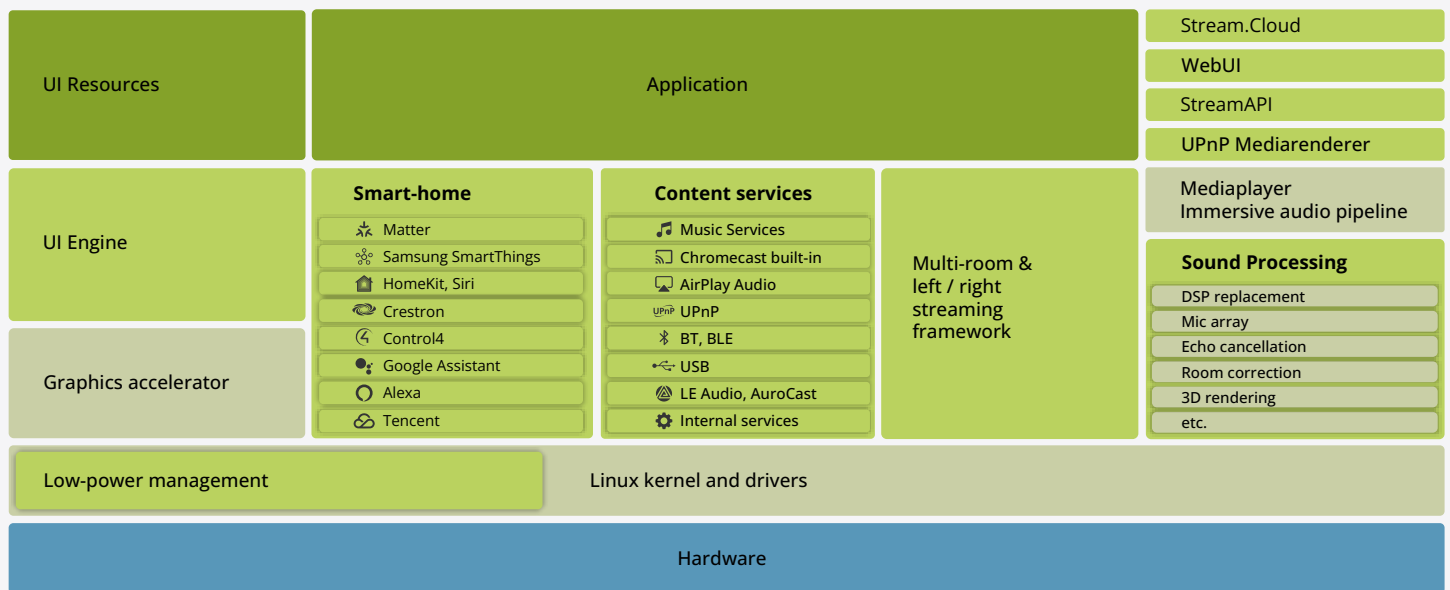 UI Resources
Application
Stream.Cloud
WebUI
StreamAPI
UPnP Mediarenderer
UI Engine
Graphics accelerator
Smart-home
Matter
Samsung SmartThings
HomeKit, Siri
Crestron
Control4
Google Assistant
Alexa
Tencent
Content services
Music Services
Chromecast built-in
AirPlay Audio
UPnP UPnP
BT, BLE
USB
LE Audio, AuroCast
Internal services
Multi-room &
left / right
streaming
framework
Mediaplayer
Immersive audio pipeline
Sound Processing
DSP replacement
Mic array
Echo cancellation
Room correction
3D rendering
etc.
Low-power management
Linux kernel and drivers
Hardware